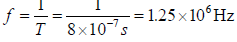 f = 1/T = 1/(8×10⁻⁷ s) = 1.25×10⁶ Hz